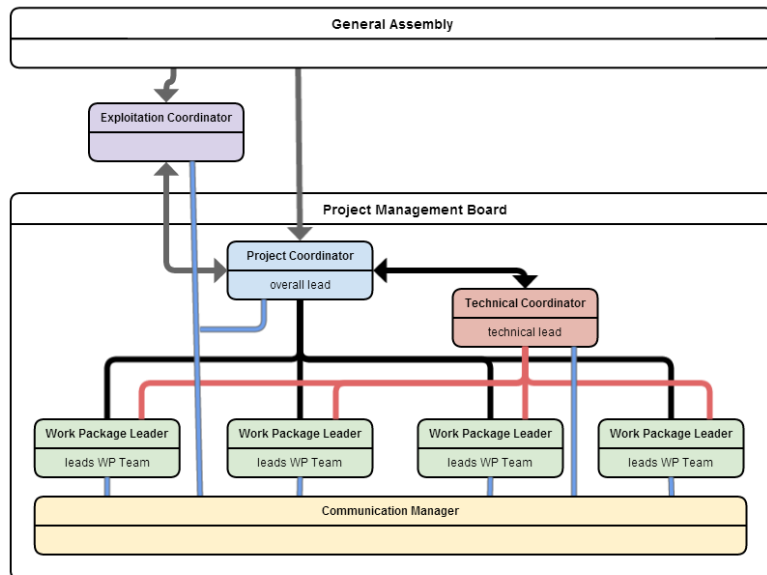 General Assembly
Exploitation Coordinator
Project Management Board
Project Coordinator
overall lead
Technical Coordinator
technical lead
Work Package Leader
leads WP Team
Work Package Leader
leads WP Team
Work Package Leader
leads WP Team
Work Package Leader
leads WP Team
Communication Manager